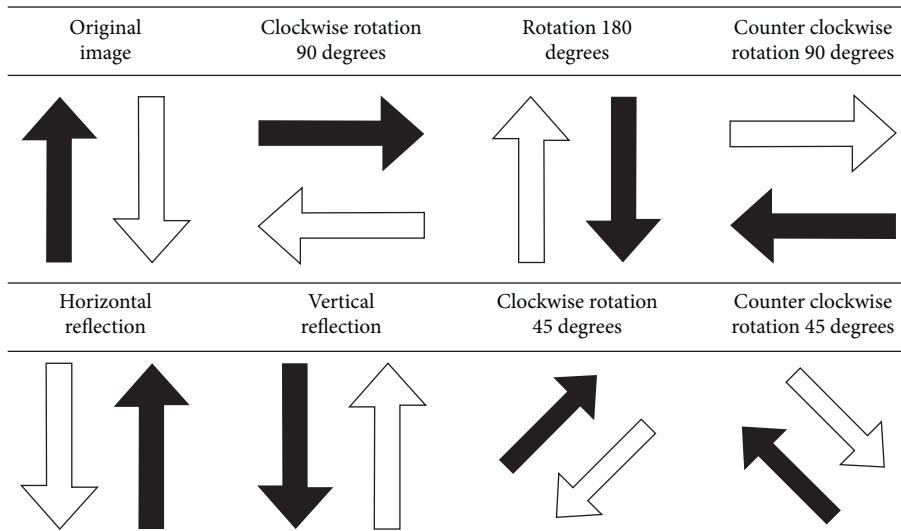 Original
image
Clockwise rotation
90 degrees
Rotation 180
degrees
Counter clockwise
rotation 90 degrees
Horizontal
reflection
Vertical
reflection
Clockwise rotation
45 degrees
Counter clockwise
rotation 45 degrees